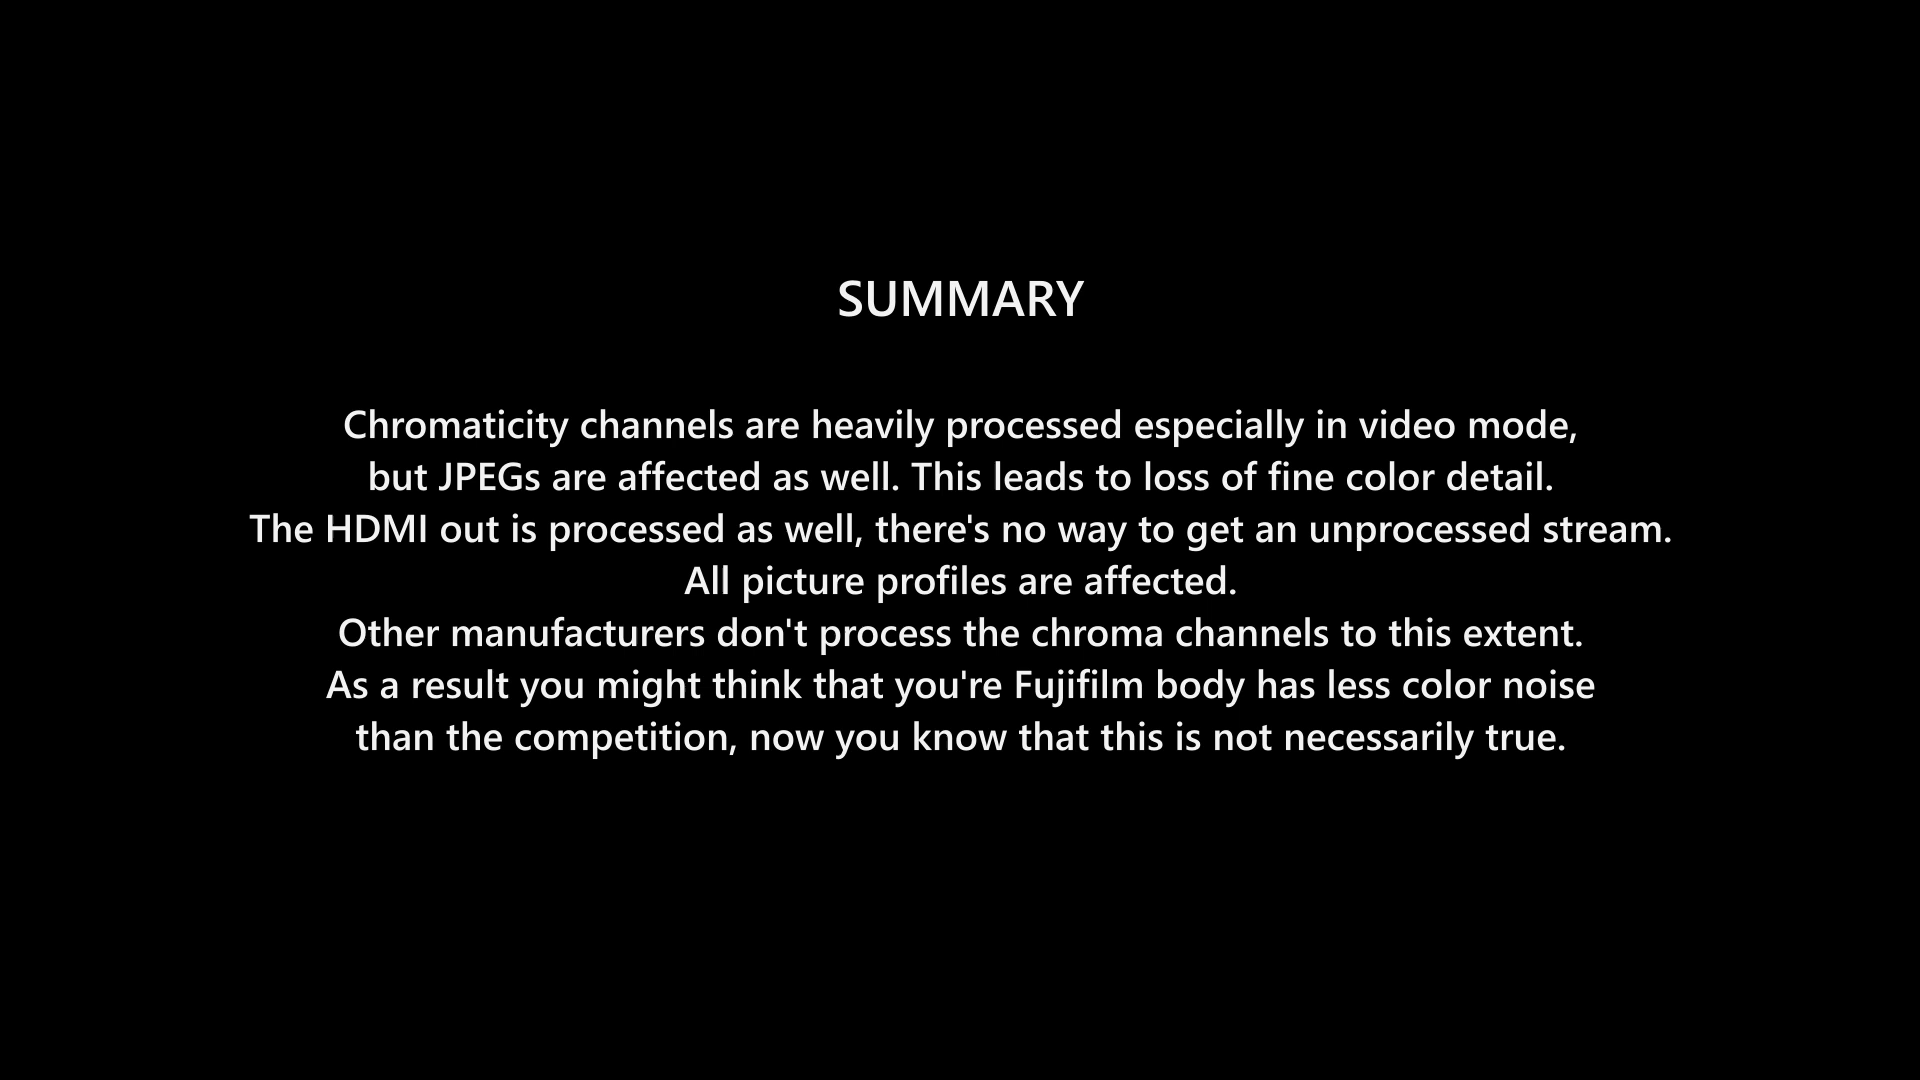 SUMMARY
Chromaticity channels are heavily processed especially in video mode,
but JPEGs are affected as well. This leads to loss of fine color detail.
The HDMI out is processed as well, there's no way to get an unprocessed stream.
All picture profiles are affected.
Other manufacturers don't process the chroma channels to this extent.
As a result you might think that you're Fujifilm body has less color noise
than the competition, now you know that this is not necessarily true.